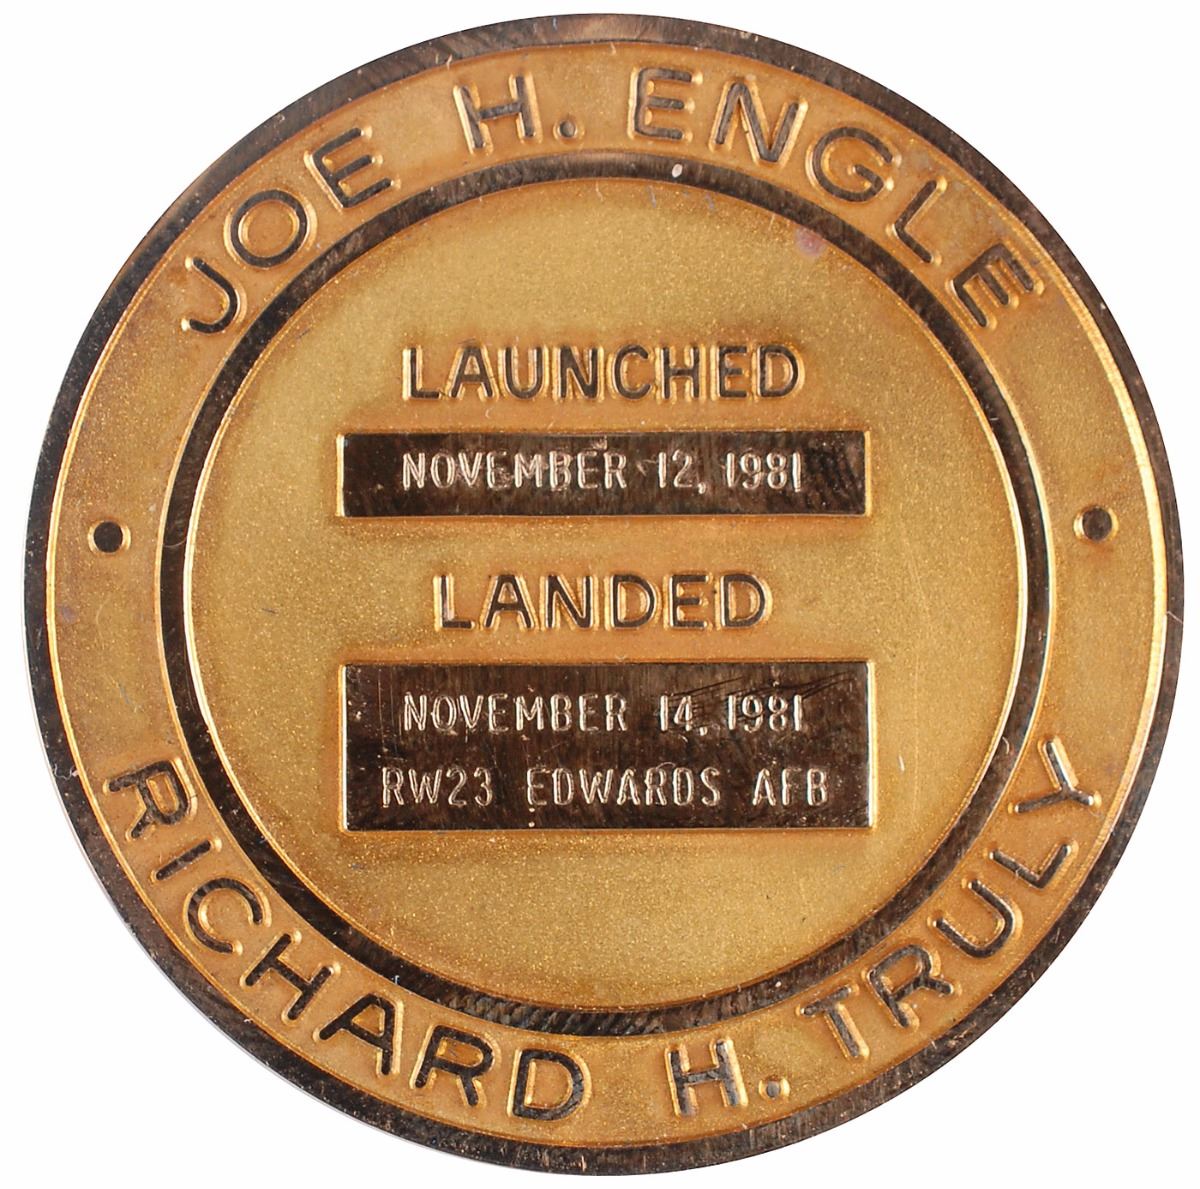 JOE H. ENGLE
LAUNCHED
NOVEMBER 12, 1981
LANDED
NOVEMBER 14, 1981
RW23 EDWARDS AFB
RICHARD H. TRULY